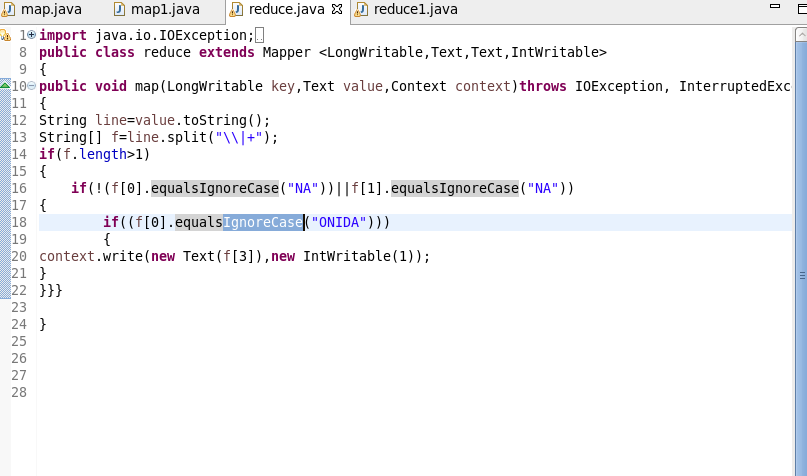 map.java map1.java reduce.java reduce1.java
1 import java.io.IOException;
8 public class reduce extends Mapper <LongWritable,Text,Text,IntWritable>
9 {
10 public void map(LongWritable key,Text value,Context context)throws IOException, InterruptedExc
11 {
12 String line=value.toString();
13 String[] f=line.split("\\|+");
14 if(f.length>1)
15 {
16 if(!(f[0].equalsIgnoreCase("NA"))||f[1].equalsIgnoreCase("NA"))
17 {
18 if((f[0].equalsIgnoreCase("ONIDA")))
19 {
20 context.write(new Text(f[3]),new IntWritable(1));
21 }
22 }}}
23
24 }
25
26
27
28